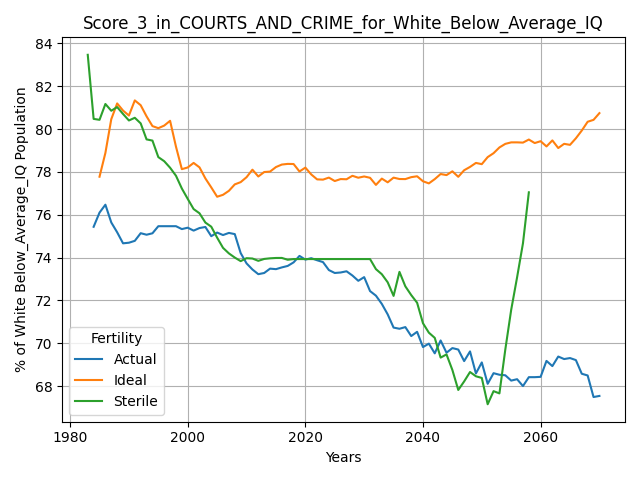 Score_3_in_COURTS_AND_CRIME_for_White_Below_Average_IQ
% of White Below_Average_IQ Population
84
82
80
78
76
74
72
70
68
Fertility
Actual
Ideal
Sterile
1980
2000
2020
2040
2060
Years